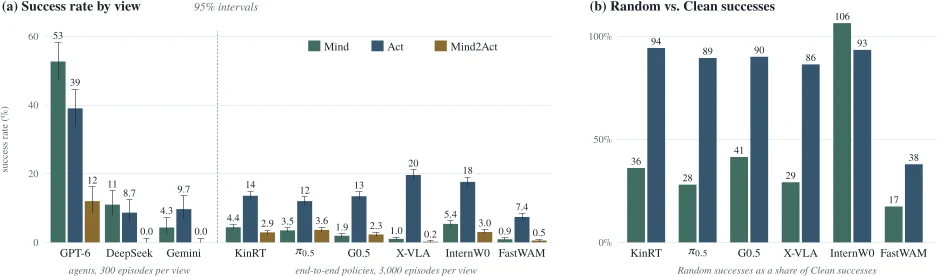 (a) Success rate by view
95% intervals
success rate (%)
60
40
20
0
Mind
Act
Mind2Act
53
39
12
11
8.7
0.0
4.3
9.7
0.0
4.4
14
2.9
3.5
12
3.6
1.9
13
2.3
1.0
20
0.2
5.4
18
3.0
0.9
7.4
0.5
GPT-6
DeepSeek
Gemini
KinRT
π0.5
G0.5
X-VLA
InternW0
FastWAM
agents, 300 episodes per view
end-to-end policies, 3,000 episodes per view
(b) Random vs. Clean successes
100%
50%
0%
36
94
28
89
41
90
29
86
106
93
17
38
KinRT
π0.5
G0.5
X-VLA
InternW0
FastWAM
Random successes as a share of Clean successes